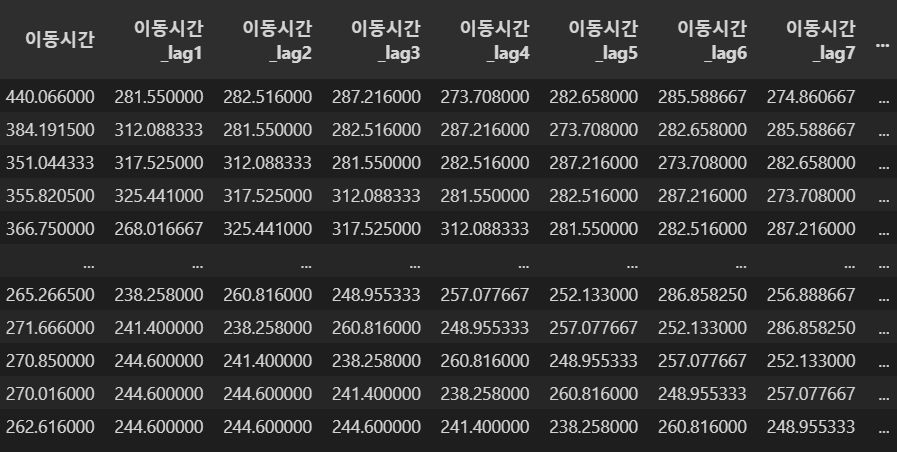 이동시간 이동시간_lag1 이동시간_lag2 이동시간_lag3 이동시간_lag4 이동시간_lag5 이동시간_lag6 이동시간_lag7 ...
440.066000 281.550000 282.516000 287.216000 273.708000 282.658000 285.588667 274.860667 ...
384.191500 312.088333 281.550000 282.516000 287.216000 273.708000 282.658000 285.588667 ...
351.044333 317.525000 312.088333 281.550000 282.516000 287.216000 273.708000 282.658000 ...
355.820500 325.441000 317.525000 312.088333 281.550000 282.516000 287.216000 273.708000 ...
366.750000 268.016667 325.441000 317.525000 312.088333 281.550000 282.516000 287.216000 ...
... ... ... ... ... ... ... ... ...
265.266500 238.258000 260.816000 248.955333 257.077667 252.133000 286.858250 256.888667 ...
271.666000 241.400000 238.258000 260.816000 248.955333 257.077667 252.133000 286.858250 ...
270.850000 244.600000 241.400000 238.258000 260.816000 248.955333 257.077667 252.133000 ...
270.016000 244.600000 244.600000 241.400000 238.258000 260.816000 248.955333 257.077667 ...
262.616000 244.600000 244.600000 244.600000 241.400000 238.258000 260.816000 248.955333 ...